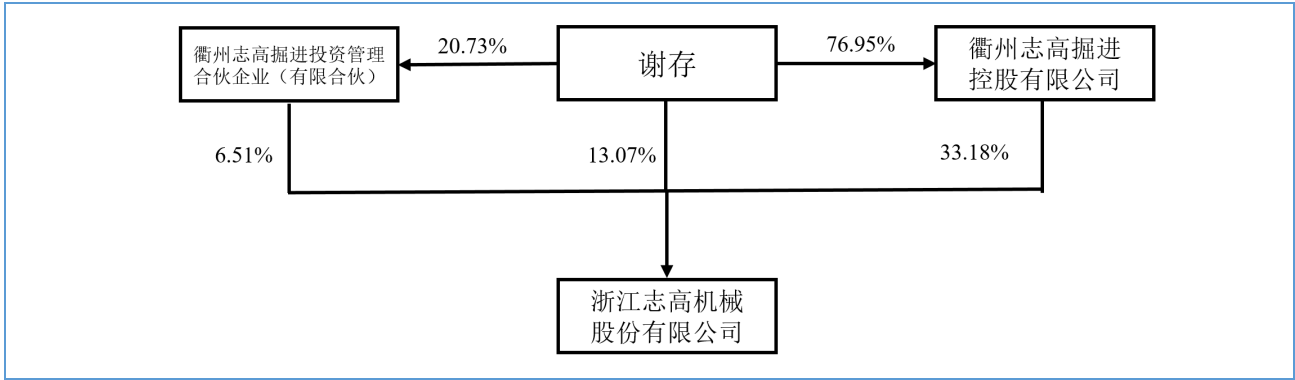 衢州志高掘进投资管理
合伙企业（有限合伙）
20.73%
谢存
76.95%
衢州志高掘进
控股有限公司
6.51%
13.07%
33.18%
浙江志高机械
股份有限公司